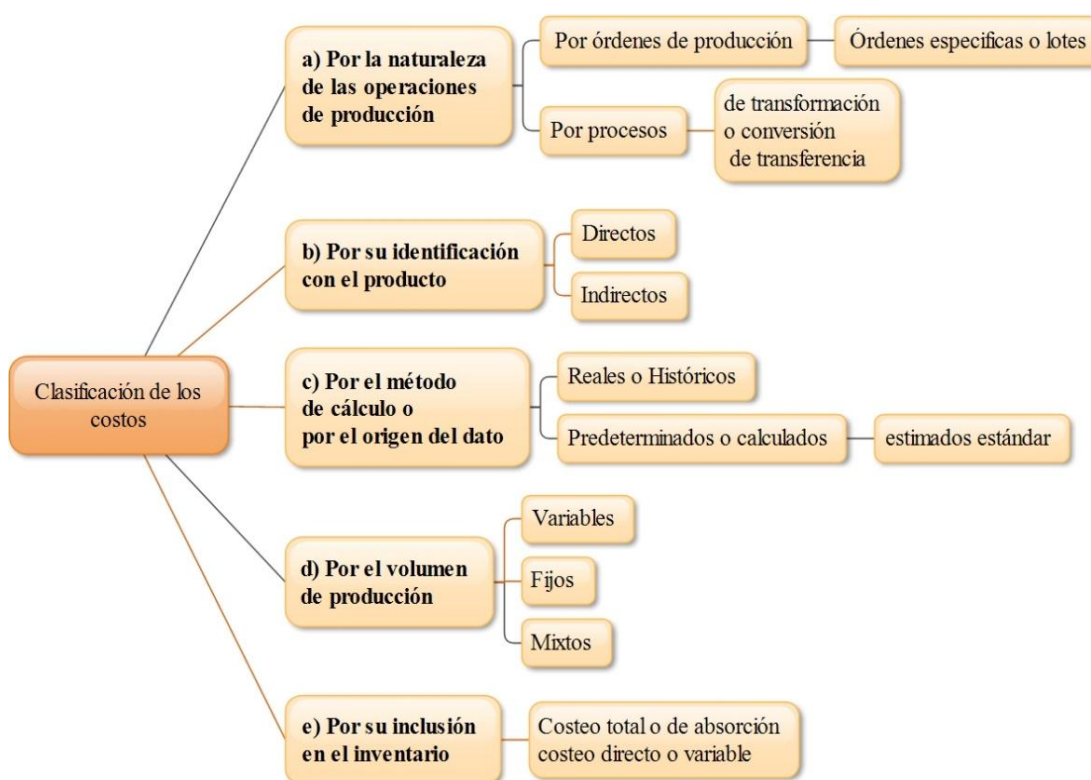 Clasificación de los
costos
a) Por la naturaleza
de las operaciones
de producción
Por órdenes de producción
Órdenes especificas o lotes
Por procesos
de transformación
o conversión
de transferencia
b) Por su identificación
con el producto
Directos
Indirectos
c) Por el método
de cálculo o
por el origen del dato
Reales o Históricos
Predeterminados o calculados
estimados estándar
d) Por el volumen
de producción
Variables
Fijos
Mixtos
e) Por su inclusión
en el inventario
Costeo total o de absorción
costeo directo o variable